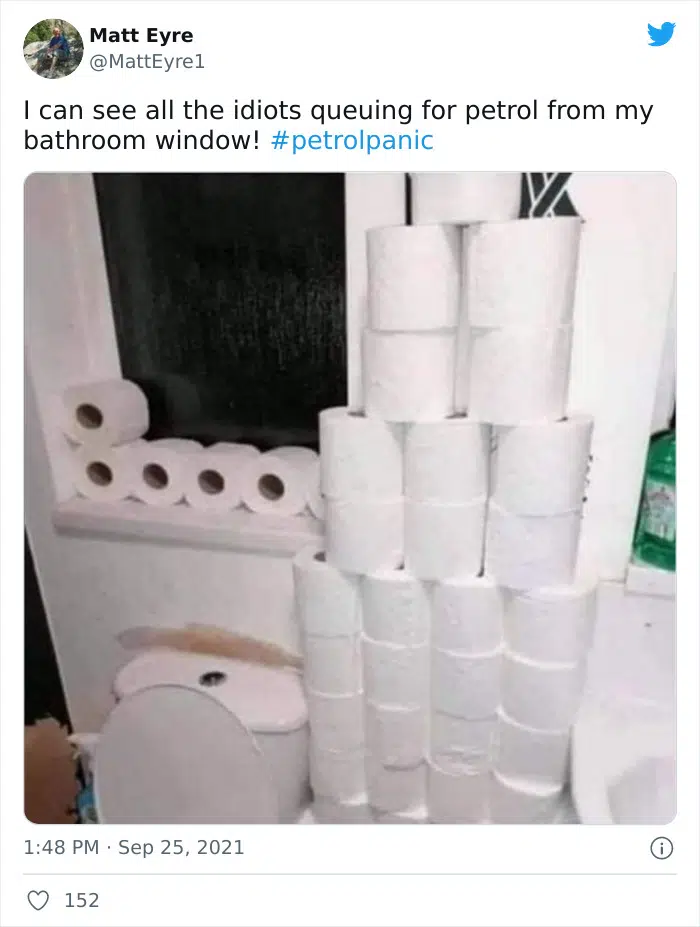 Matt Eyre
@MattEyre1
I can see all the idiots queuing for petrol from my
bathroom window! #petrolpanic
1:48 PM · Sep 25, 2021
152